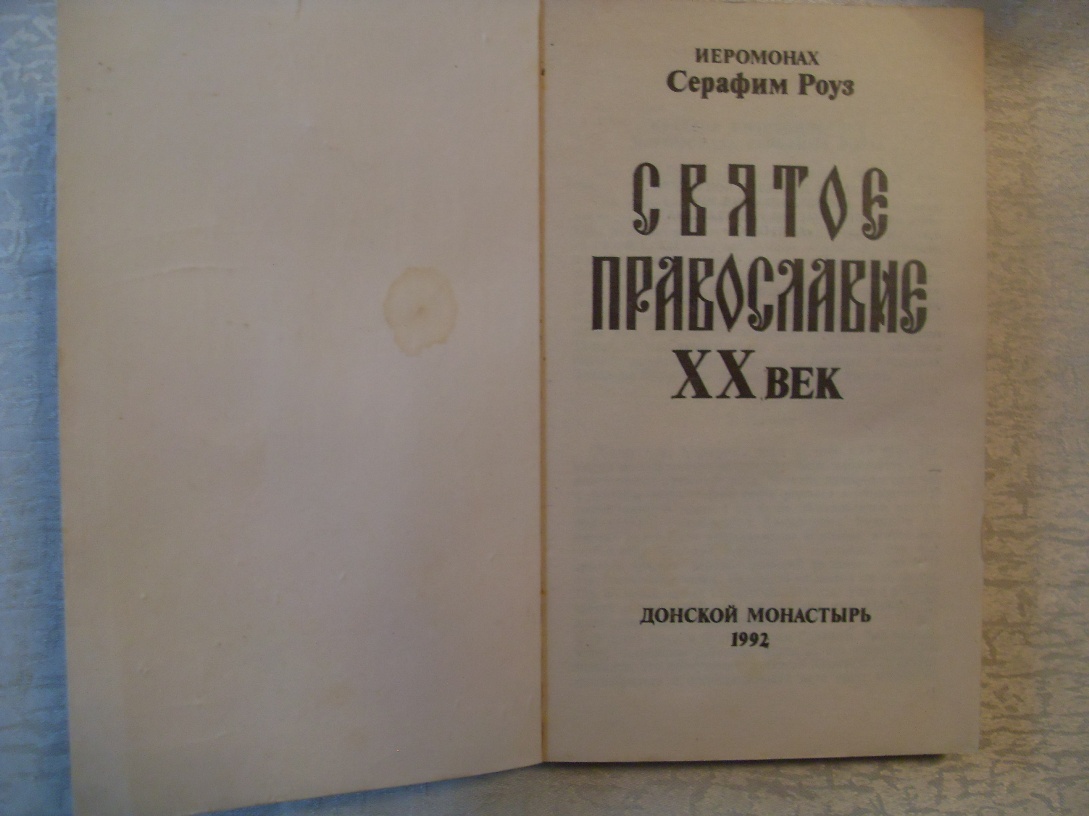 ИЕРОМОНАХ
Серафим Роуз
СВЯТОЕ
ПРАВОСЛАВИЕ
XX ВЕК
ДОНСКОЙ МОНАСТЫРЬ
1992